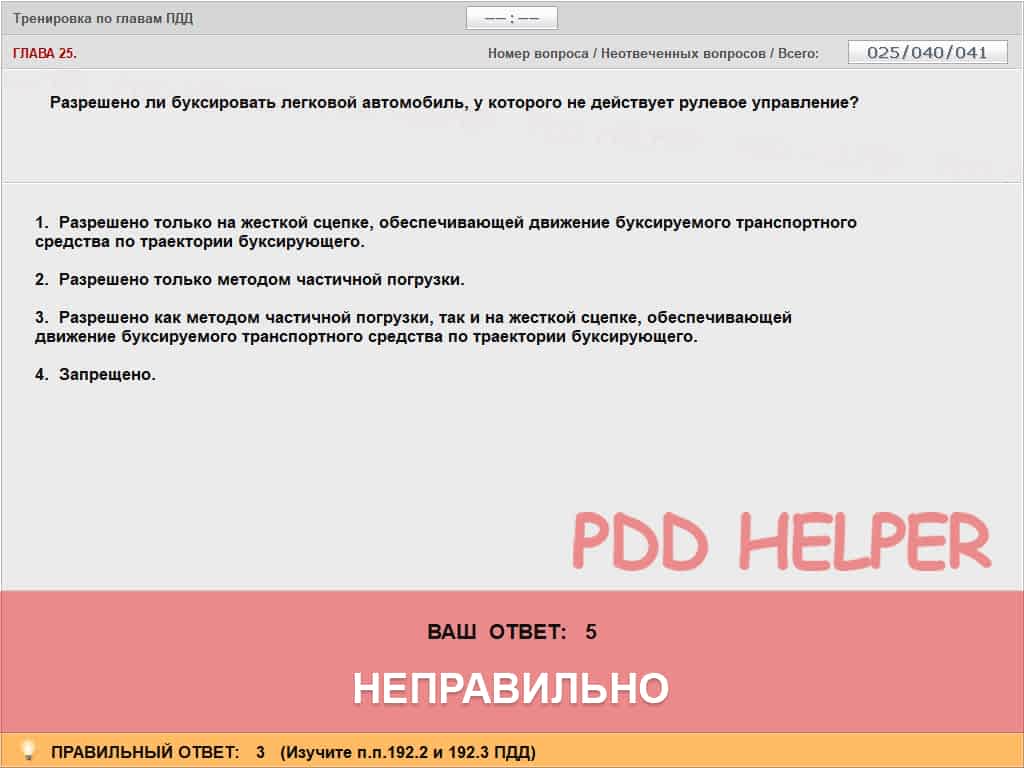 Тренировка по главам ПДД
—— : ——
ГЛАВА 25.
Номер вопроса / Неотвеченных вопросов / Всего: 025/040/041
Разрешено ли буксировать легковой автомобиль, у которого не действует рулевое управление?
1. Разрешено только на жесткой сцепке, обеспечивающей движение буксируемого транспортного
средства по траектории буксирующего.
2. Разрешено только методом частичной погрузки.
3. Разрешено как методом частичной погрузки, так и на жесткой сцепке, обеспечивающей
движение буксируемого транспортного средства по траектории буксирующего.
4. Запрещено.
PDD HELPER
ВАШ ОТВЕТ: 5
НЕПРАВИЛЬНО
ПРАВИЛЬНЫЙ ОТВЕТ: 3 (Изучите п.п.192.2 и 192.3 ПДД)